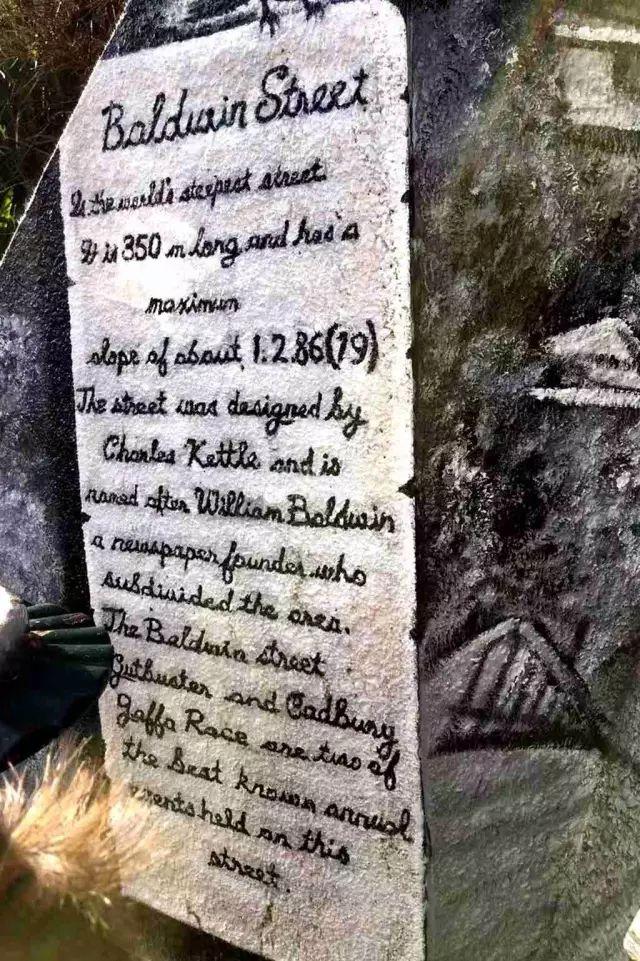 Baldwin Street
Is the world's steepest street.
It is 350 m long and has a
maximum
slope of about 1:2.86(19)
The street was designed by
Charles Kettle and is
named after William Baldwin
a newspaper founder who
subdivided the area.
The Baldwin street
Gutbuster and Cadbury
Jaffa Race are two of
the best known annual
events held on this
street.